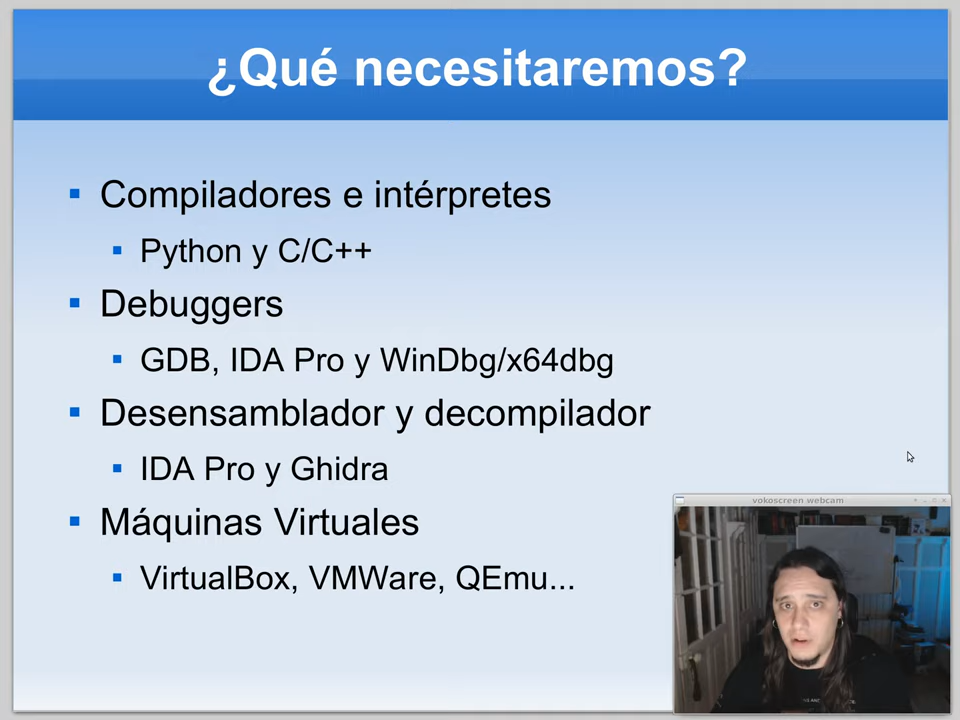 ¿Qué necesitaremos?
Compiladores e intérpretes
Python y C/C++
Debuggers
GDB, IDA Pro y WinDbg/x64dbg
Desensamblador y decompilador
IDA Pro y Ghidra
Máquinas Virtuales
VirtualBox, VMWare, QEmu...
vokoscreen webcam